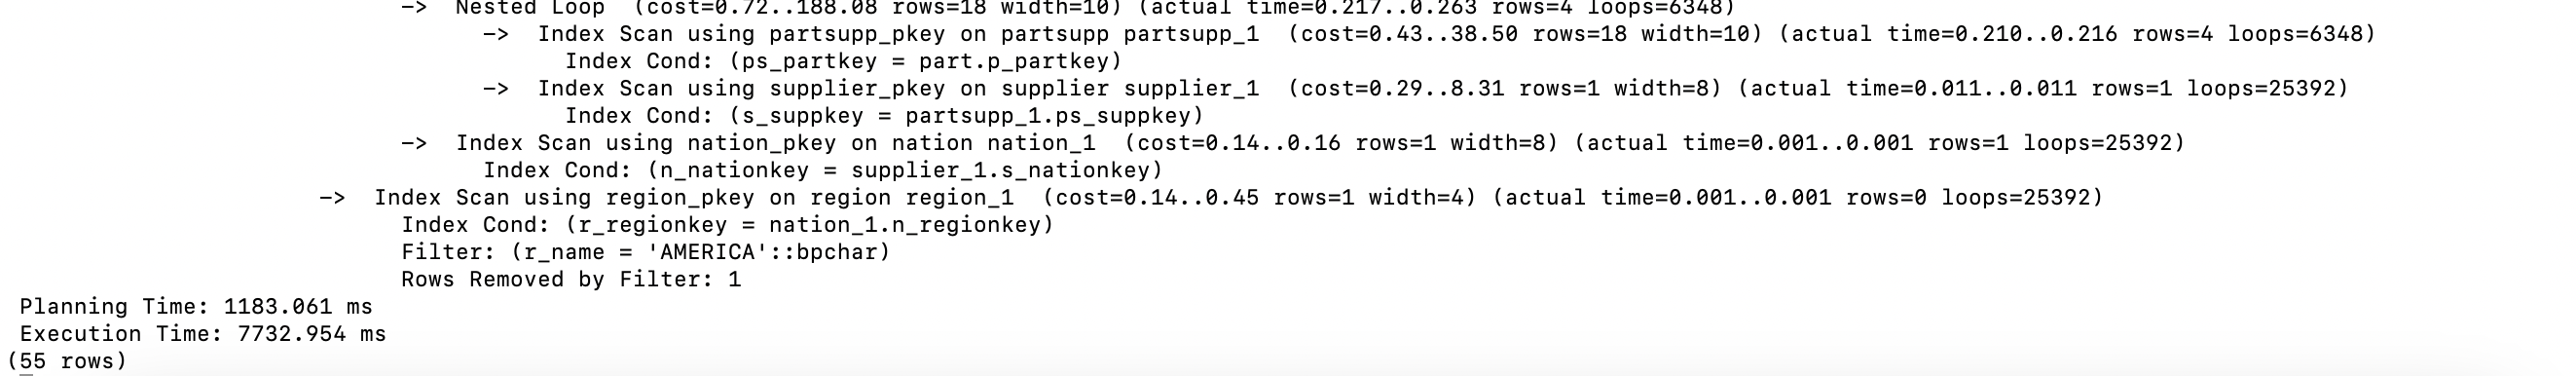 -> Nested Loop (cost=0.72..188.08 rows=18 width=10) (actual time=0.217..0.263 rows=4 loops=6348)
-> Index Scan using partsupp_pkey on partsupp partsupp_1 (cost=0.43..38.50 rows=18 width=10) (actual time=0.210..0.216 rows=4 loops=6348)
Index Cond: (ps_partkey = part.p_partkey)
-> Index Scan using supplier_pkey on supplier supplier_1 (cost=0.29..8.31 rows=1 width=8) (actual time=0.011..0.011 rows=1 loops=25392)
Index Cond: (s_suppkey = partsupp_1.ps_suppkey)
-> Index Scan using nation_pkey on nation nation_1 (cost=0.14..0.16 rows=1 width=8) (actual time=0.001..0.001 rows=1 loops=25392)
Index Cond: (n_nationkey = supplier_1.s_nationkey)
-> Index Scan using region_pkey on region region_1 (cost=0.14..0.45 rows=1 width=4) (actual time=0.001..0.001 rows=0 loops=25392)
Index Cond: (r_regionkey = nation_1.n_regionkey)
Filter: (r_name = 'AMERICA'::bpchar)
Rows Removed by Filter: 1
Planning Time: 1183.061 ms
Execution Time: 7732.954 ms
(55 rows)